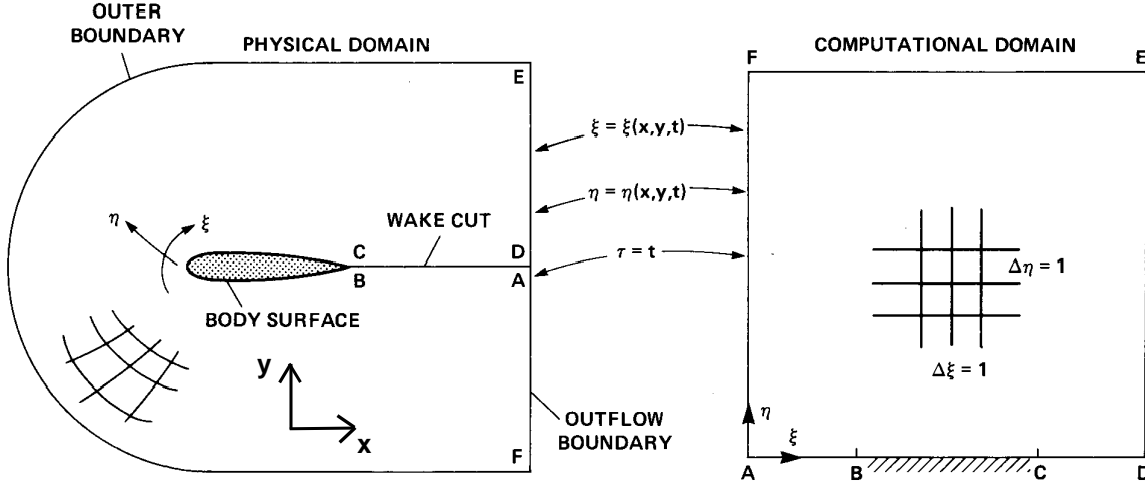 OUTER
BOUNDARY
PHYSICAL DOMAIN
E
η
ξ
WAKE CUT
C
B
D
A
BODY SURFACE
y
x
OUTFLOW
BOUNDARY
F
ξ = ξ(x,y,t)
η = η(x,y,t)
τ = t
COMPUTATIONAL DOMAIN
F
E
Δη = 1
Δξ = 1
η
ξ
A
B
C
D